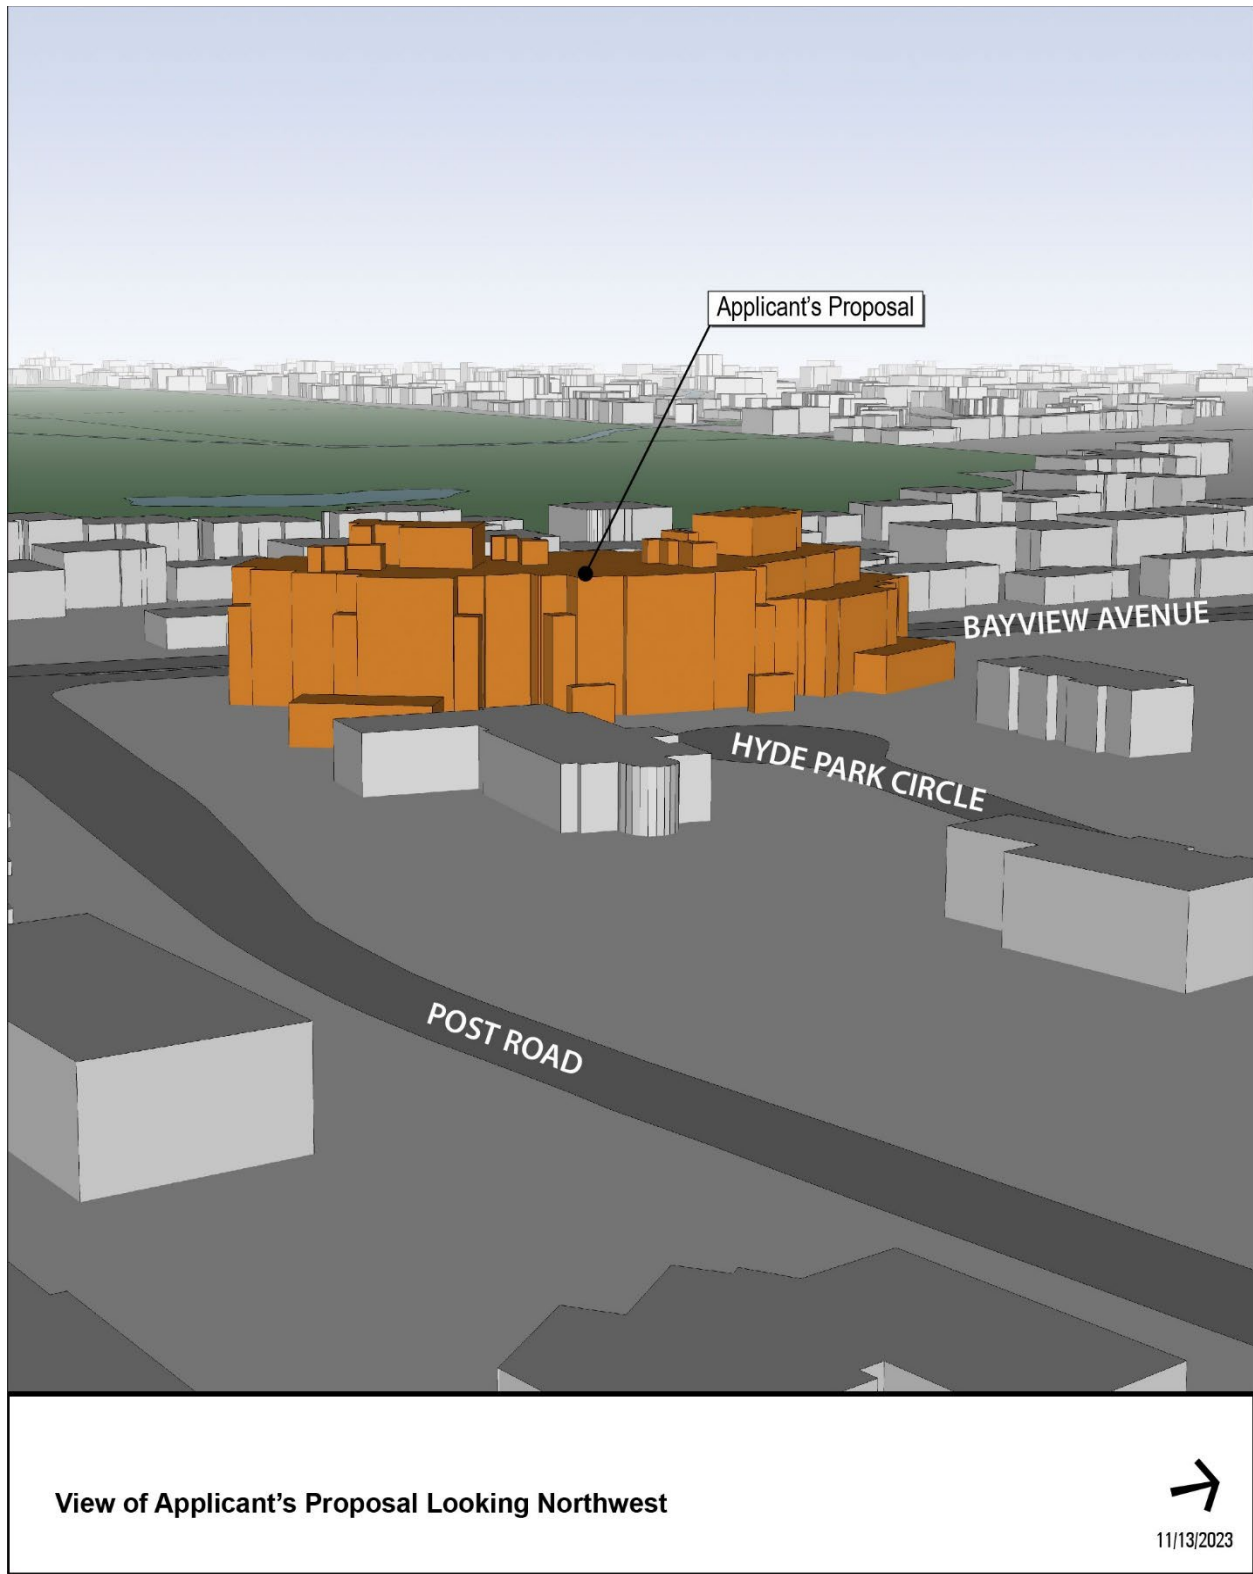 Applicant's Proposal
BAYVIEW AVENUE
HYDE PARK CIRCLE
POST ROAD
View of Applicant's Proposal Looking Northwest
11/13/2023